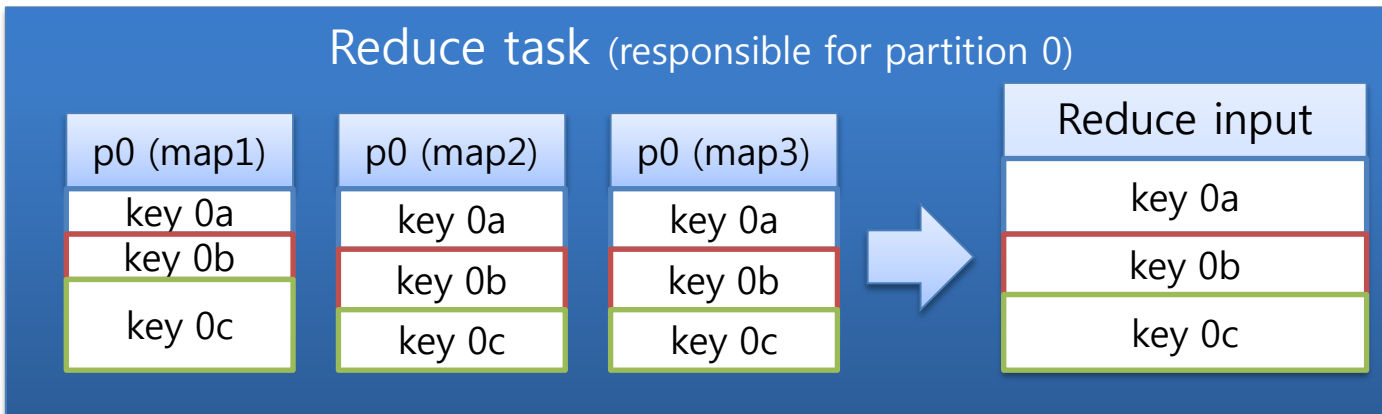 Reduce task (responsible for partition 0)
p0 (map1)
key 0a
key 0b
key 0c
p0 (map2)
key 0a
key 0b
key 0c
p0 (map3)
key 0a
key 0b
key 0c
Reduce input
key 0a
key 0b
key 0c